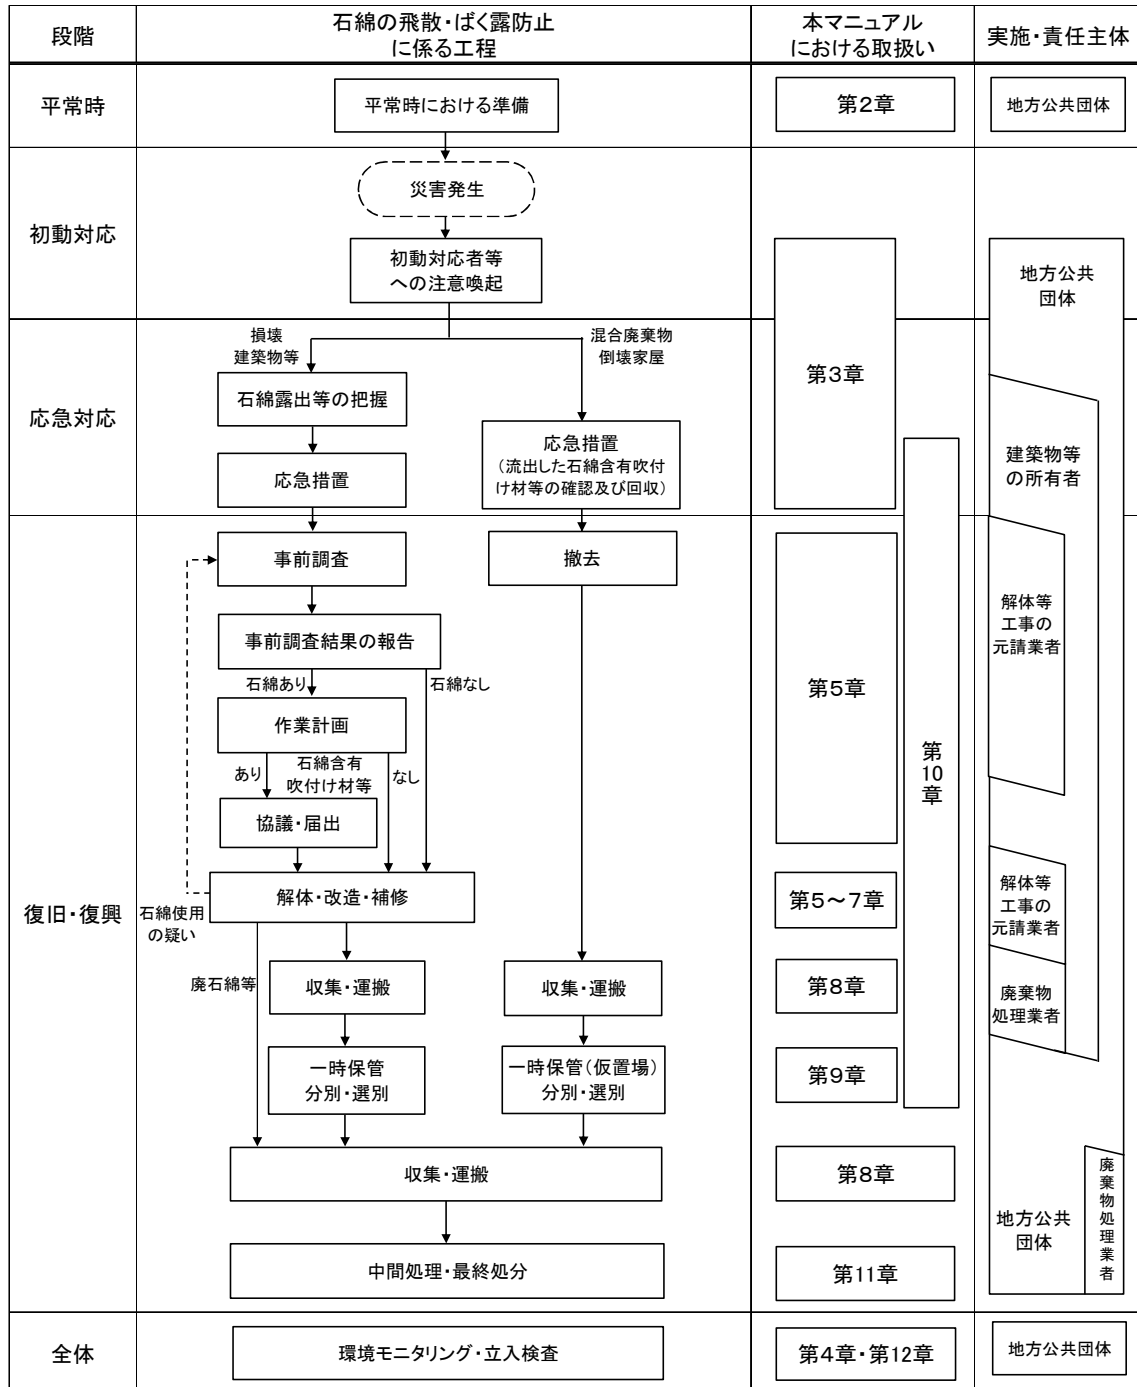 段階
石綿の飛散・ばく露防止
に係る工程
本マニュアル
における取扱い
実施・責任主体
平常時
平常時における準備
第2章
地方公共団体
初動対応
災害発生
初動対応者等
への注意喚起
地方公共
団体
応急対応
損壊
建築物等
混合廃棄物
倒壊家屋
石綿露出等の把握
応急措置
応急措置
(流出した石綿含有吹付
け材等の確認及び回収)
第3章
建築物等
の所有者
復旧・復興
事前調査
撤去
事前調査結果の報告
石綿あり
石綿なし
作業計画
あり
石綿含有
吹付け材等
なし
協議・届出
第5章
第10章
解体等
工事の
元請業者
解体・改造・補修
石綿使用
の疑い
第5~7章
解体等
工事の
元請業者
廃石綿等
収集・運搬
収集・運搬
第8章
廃棄物
処理業者
一時保管
分別・選別
一時保管(仮置場)
分別・選別
第9章
収集・運搬
第8章
地方公共
団体
廃棄物処理業者
中間処理・最終処分
第11章
全体
環境モニタリング・立入検査
第4章・第12章
地方公共団体